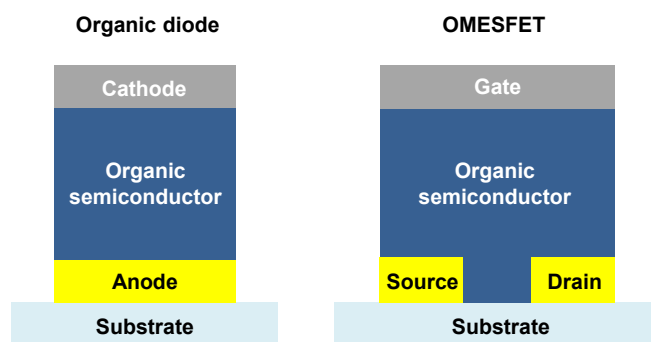 Organic diode
Cathode
Organic
semiconductor
Anode
Substrate
OMESFET
Gate
Organic
semiconductor
Source
Drain
Substrate